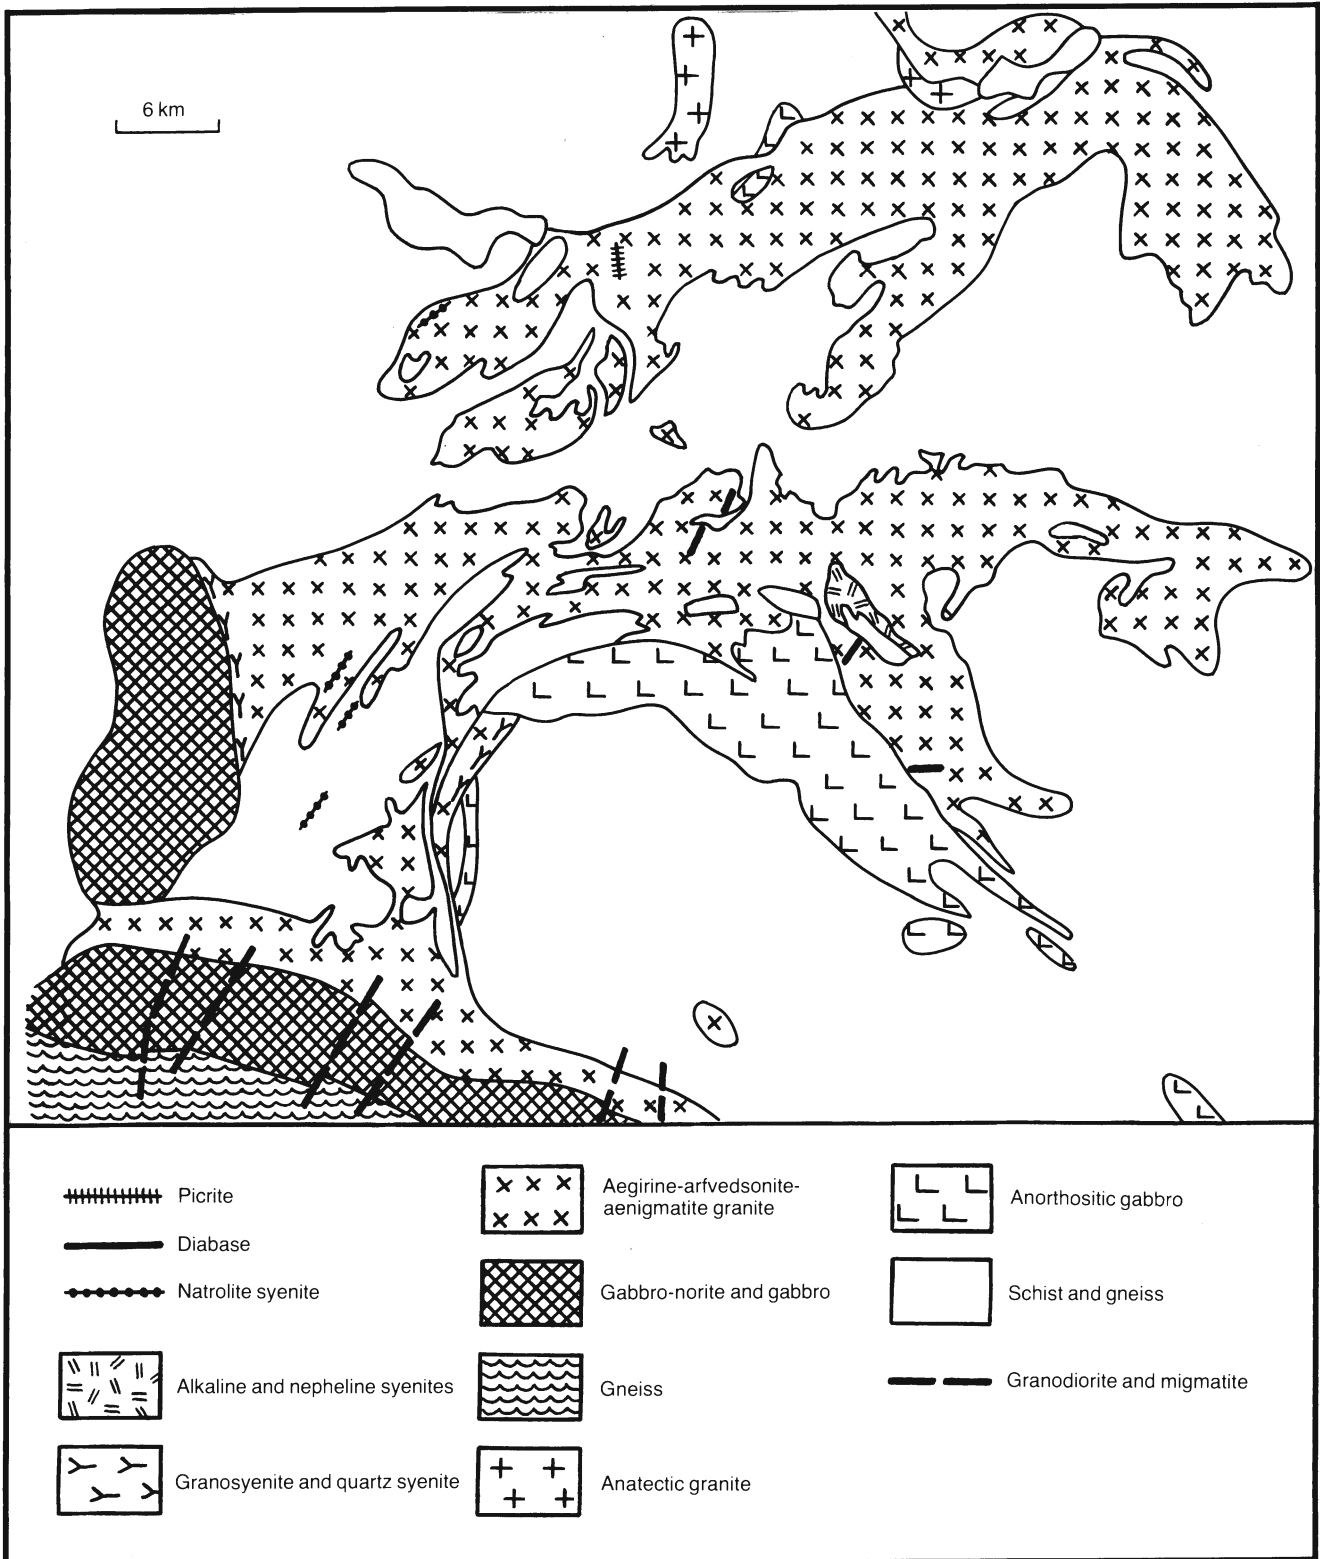 6 km
Picrite
Diabase
Natrolite syenite
Alkaline and nepheline syenites
Granosyenite and quartz syenite
Aegirine-arfvedsonite-
aenigmatite granite
Gabbro-norite and gabbro
Gneiss
Anatectic granite
Anorthositic gabbro
Schist and gneiss
Granodiorite and migmatite